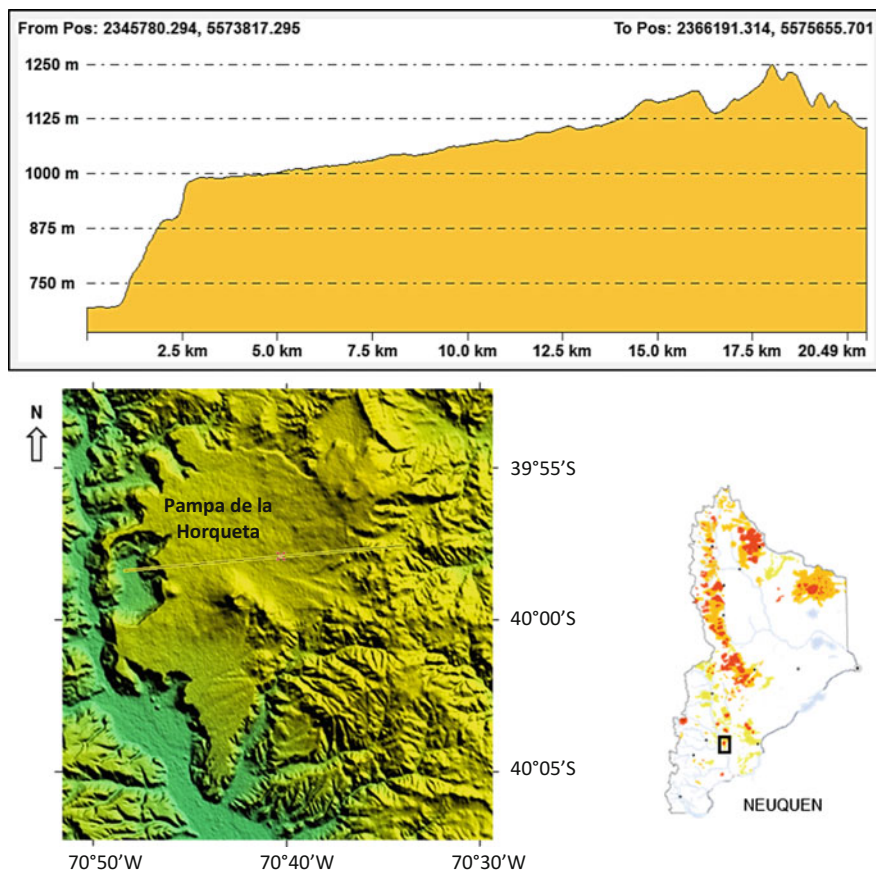 From Pos: 2345780.294, 5573817.295
To Pos: 2366191.314, 5575655.701
1250 m
1125 m
1000 m
875 m
750 m
2.5 km 5.0 km 7.5 km 10.0 km 12.5 km 15.0 km 17.5 km 20.49 km
N
Pampa de la
Horqueta
39°55'S
40°00'S
40°05'S
70°50'W 70°40'W 70°30'W
NEUQUEN